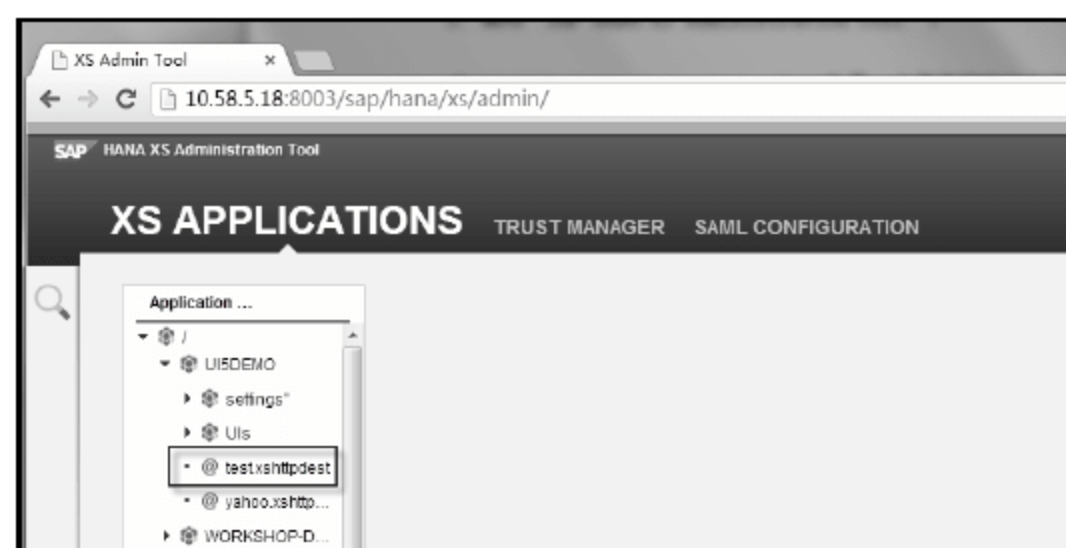 XS Admin Tool ×
10.58.5.18:8003/sap/hana/xs/admin/
SAP HANA XS Administration Tool
XS APPLICATIONS TRUST MANAGER SAML CONFIGURATION
Application ...
/
UI5DEMO
settings"
UIs
@ test.xshttpdest
@ yahoo.xshttp...
WORKSHOP-D...